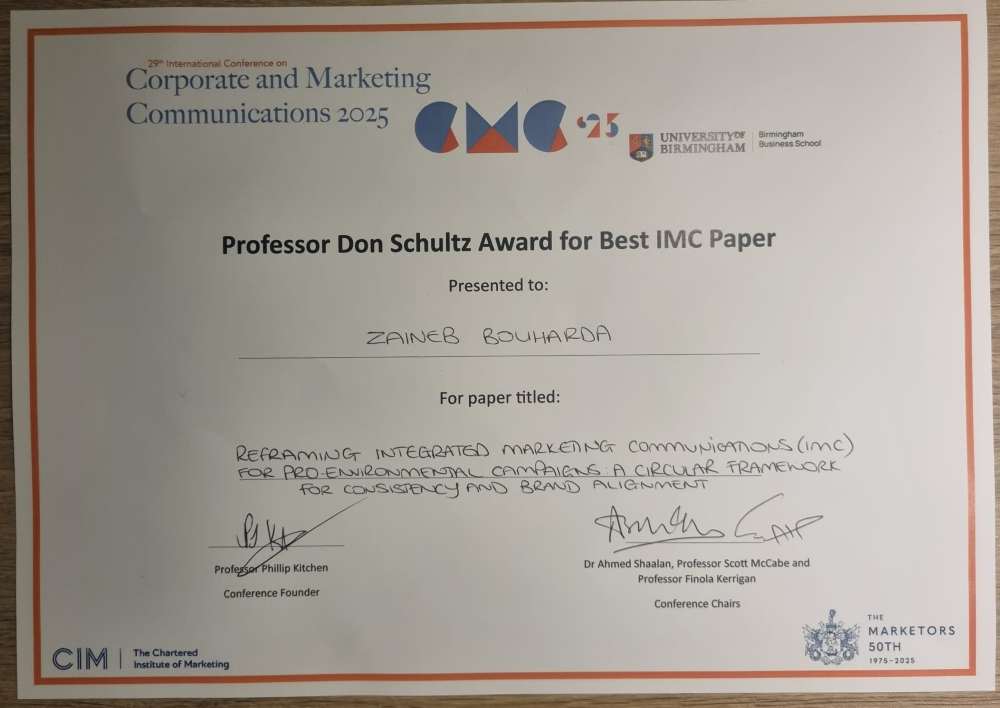 29th International Conference on
Corporate and Marketing
Communications 2025
CMC '25
UNIVERSITY OF
BIRMINGHAM
Birmingham
Business School
Professor Don Schultz Award for Best IMC Paper
Presented to:
ZAINEB BOUHARDA
For paper titled:
REFRAMING INTEGRATED MARKETING COMMUNICATIONS (IMC)
FOR PRO-ENVIRONMENTAL CAMPAIGNS: A CIRCULAR FRAMEWORK
FOR CONSISTENCY AND BRAND ALIGNMENT
Professor Phillip Kitchen
Conference Founder
Dr Ahmed Shaalan, Professor Scott McCabe and
Professor Finola Kerrigan
Conference Chairs
CIM
The Chartered
Institute of Marketing
THE
MARKETORS
50TH
1975-2025